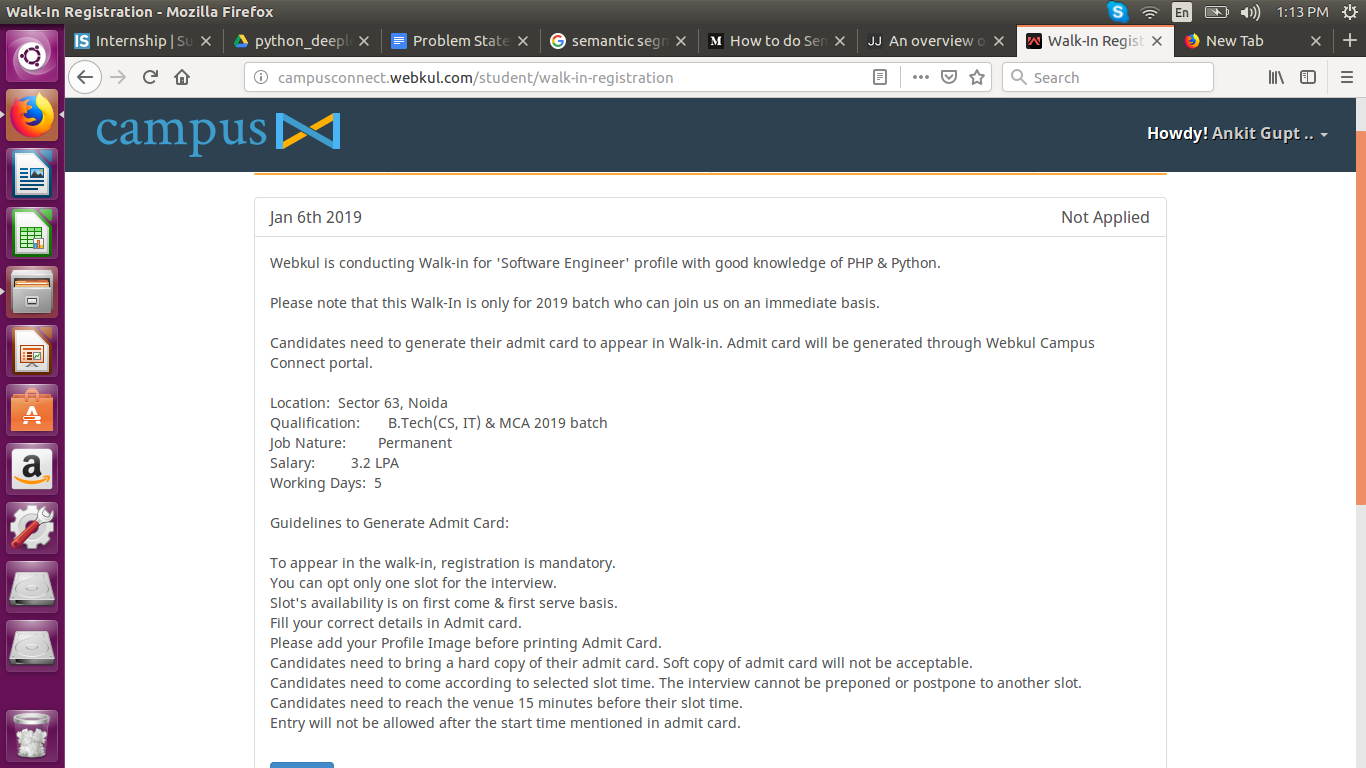 Walk-In Registration - Mozilla Firefox
En
1:13 PM
Internship | Su
python_deepl
Problem State
semantic segm
How to do Sem
An overview o
Walk-In Regist
New Tab
campusconnect.webkul.com/student/walk-in-registration
Search
campus
Howdy! Ankit Gupt ..
Jan 6th 2019
Not Applied
Webkul is conducting Walk-in for 'Software Engineer' profile with good knowledge of PHP & Python.
Please note that this Walk-In is only for 2019 batch who can join us on an immediate basis.
Candidates need to generate their admit card to appear in Walk-in. Admit card will be generated through Webkul Campus
Connect portal.
Location: Sector 63, Noida
Qualification: B.Tech(CS, IT) & MCA 2019 batch
Job Nature: Permanent
Salary: 3.2 LPA
Working Days: 5
Guidelines to Generate Admit Card:
To appear in the walk-in, registration is mandatory.
You can opt only one slot for the interview.
Slot's availability is on first come & first serve basis.
Fill your correct details in Admit card.
Please add your Profile Image before printing Admit Card.
Candidates need to bring a hard copy of their admit card. Soft copy of admit card will not be acceptable.
Candidates need to come according to selected slot time. The interview cannot be preponed or postpone to another slot.
Candidates need to reach the venue 15 minutes before their slot time.
Entry will not be allowed after the start time mentioned in admit card.